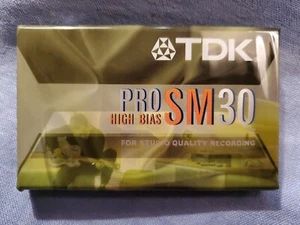 TDK
PRO SM30
HIGH BIAS
FOR STUDIO QUALITY RECORDING